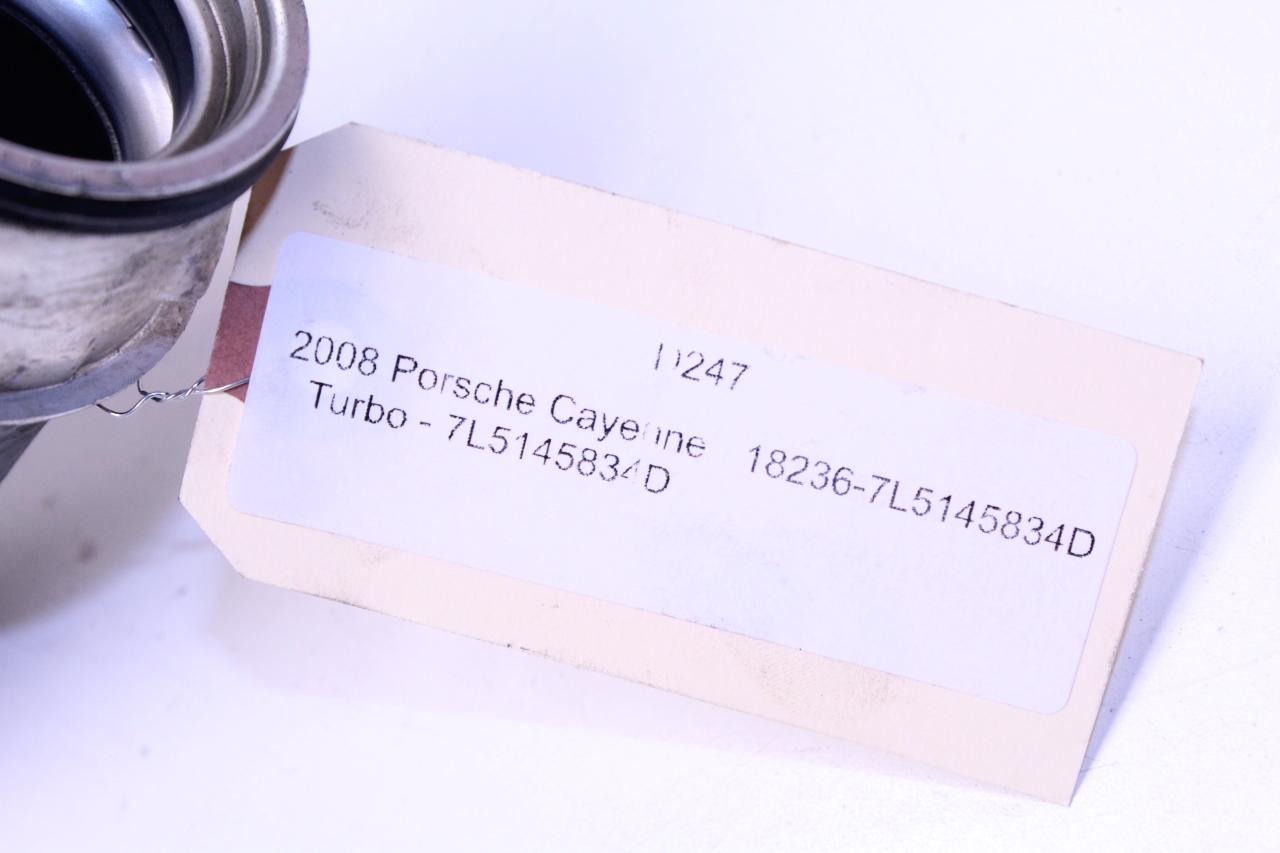 D247
2008 Porsche Cayenne
Turbo - 7L5145834D
18236-7L5145834D